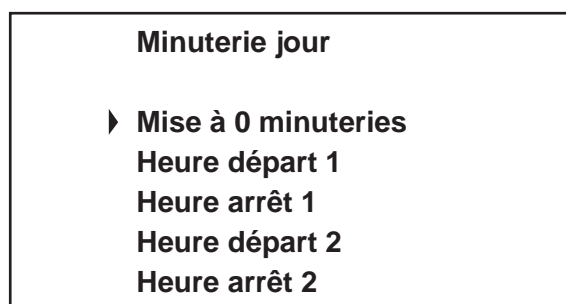 Minuterie jour
Mise à 0 minuteries
Heure départ 1
Heure arrêt 1
Heure départ 2
Heure arrêt 2